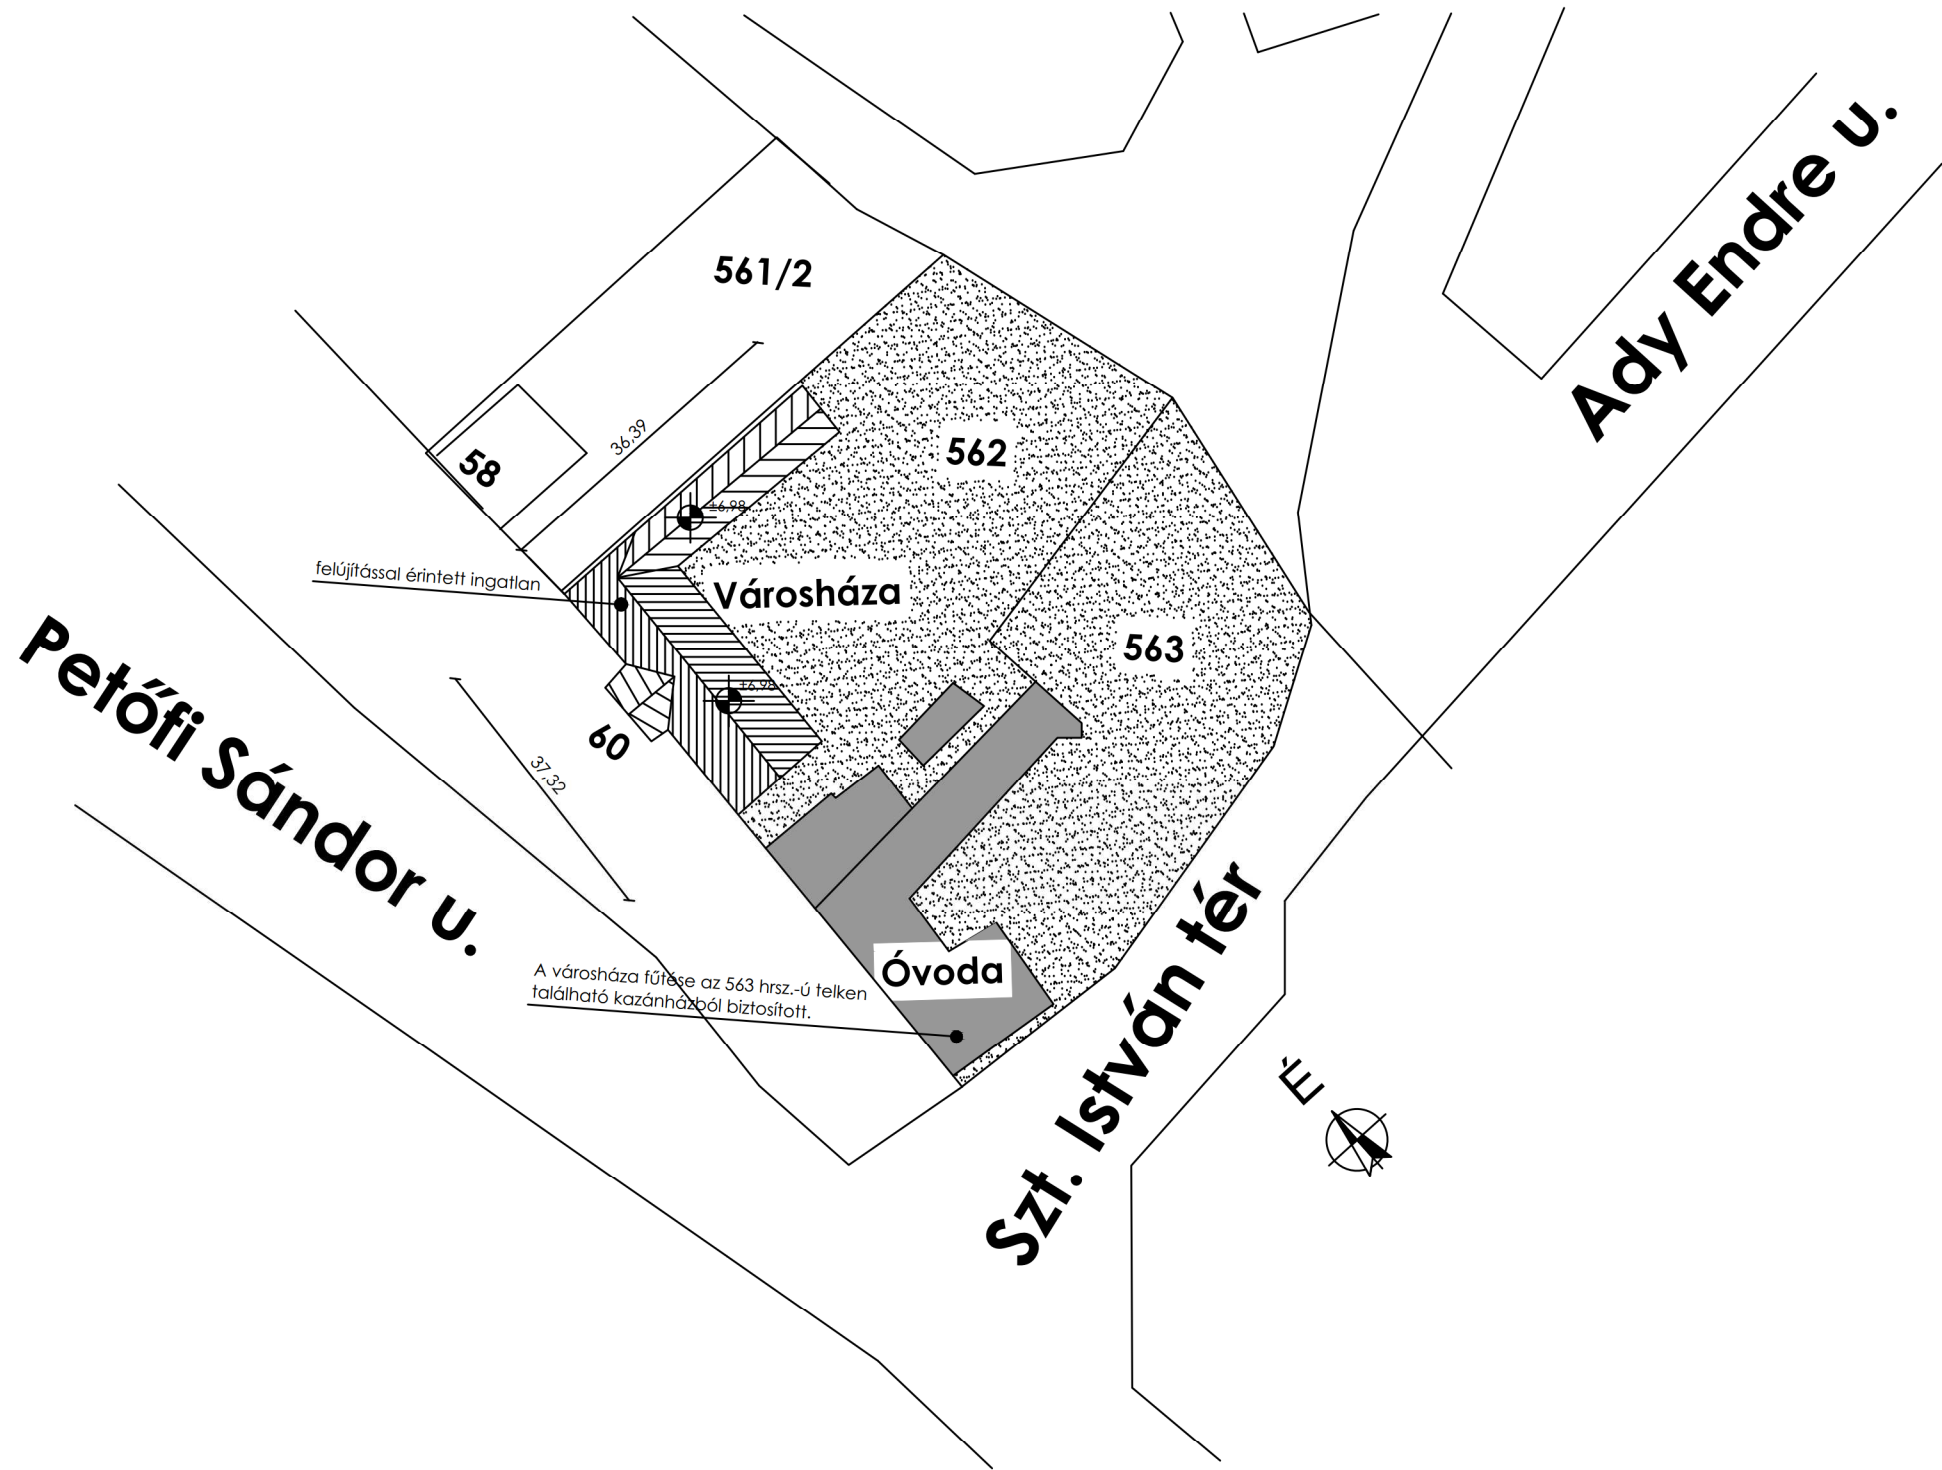 Ady Endre u.
561/2
36,39
562
58
±6,98
felújítással érintett ingatlan
Városháza
563
Petőfi Sándor u.
±6,98
60
37,32
Óvoda
A városháza fűtése az 563 hrsz.-ú telken
található kazánházból biztosított.
Szt. István tér
É